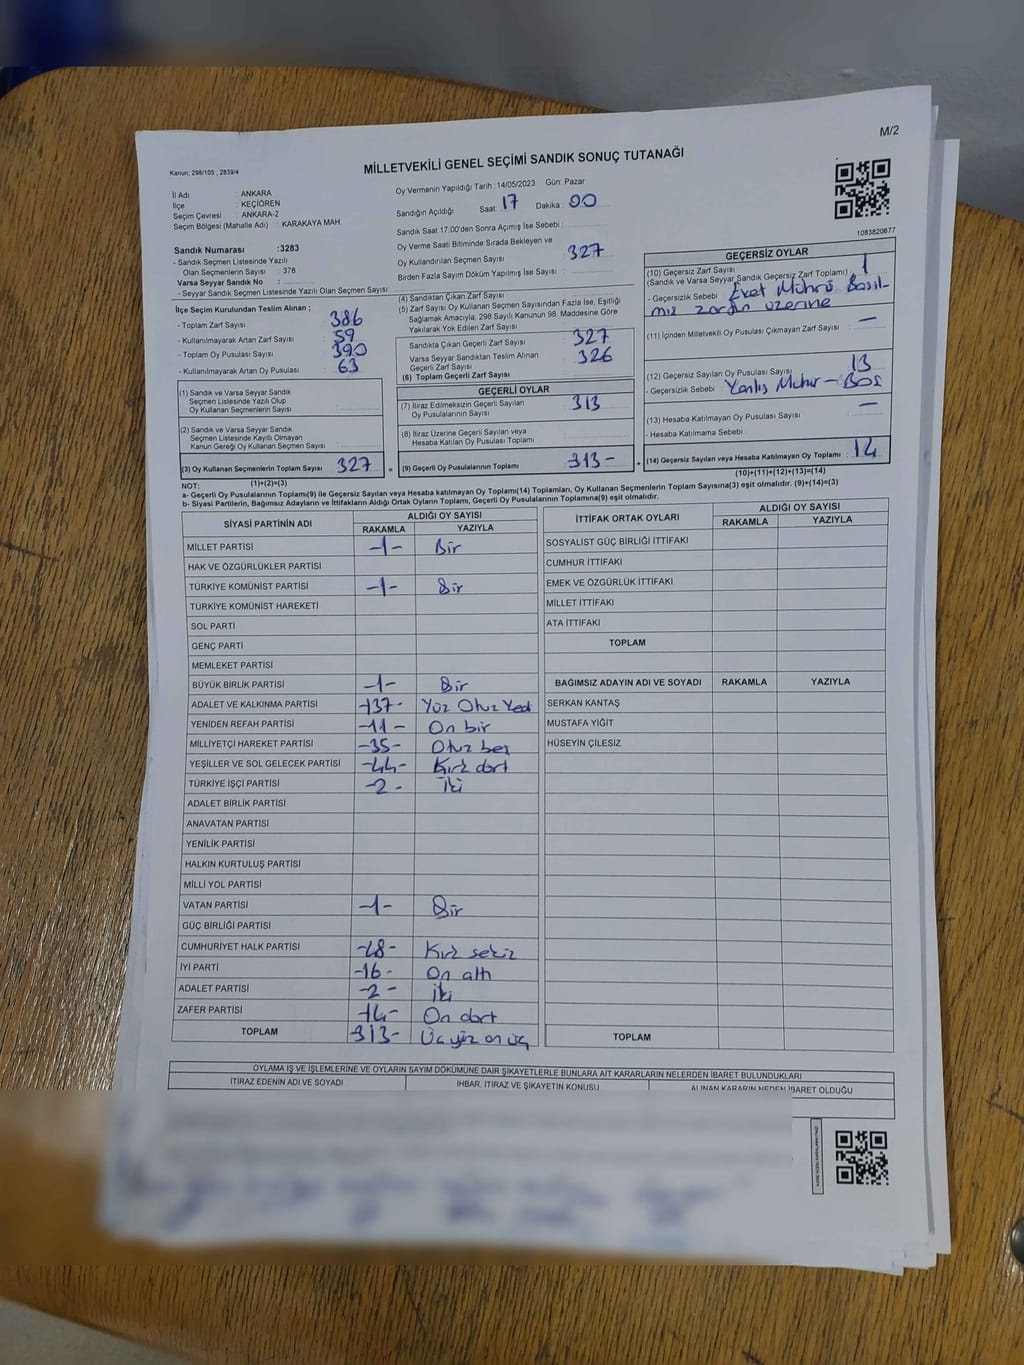 M/2
Kanun; 298/105 , 2839/4
MİLLETVEKİLİ GENEL SEÇİMİ SANDIK SONUÇ TUTANAĞI
İl Adı : ANKARA
İlçe : KEÇİÖREN
Seçim Çevresi : ANKARA-2
Seçim Bölgesi (Mahalle Adı) : KARAKAYA MAH.
Sandık Numarası :3283
- Sandık Seçmen Listesinde Yazılı
Olan Seçmenlerin Sayısı : 378
Varsa Seyyar Sandık No :
- Seyyar Sandık Seçmen Listesinde Yazılı Olan Seçmen Sayısı:
İlçe Seçim Kurulundan Teslim Alınan ;
- Toplam Zarf Sayısı : 386
- Kullanılmayarak Artan Zarf Sayısı : 59
- Toplam Oy Pusulası Sayısı : 390
- Kullanılmayarak Artan Oy Pusulası : 63
Oy Vermenin Yapıldığı Tarih : 14/05/2023 Gün: Pazar
Sandığın Açıldığı Saat : 17 Dakika : 00
Sandık Saat 17:00'den Sonra Açımış İse Sebebi :
Oy Verme Saati Bitiminde Sırada Bekleyen ve
Oy Kullandırılan Seçmen Sayısı : 327
Birden Fazla Sayım Döküm Yapılmış İse Sayısı :
(4) Sandıktan Çıkan Zarf Sayısı
(5) Zarf Sayısı Oy Kullanan Seçmen Sayısından Fazla İse, Eşitliği
Sağlamak Amacıyla, 298 Sayılı Kanunun 98. Maddesine Göre
Yakılarak Yok Edilen Zarf Sayısı :
Sandıkta Çıkan Geçerli Zarf Sayısı : 327
Varsa Seyyar Sandıktan Teslim Alınan
Geçerli Zarf Sayısı : 326
(6) Toplam Geçerli Zarf Sayısı
1083820677
GEÇERSİZ OYLAR
(10) Geçersiz Zarf Sayısı
(Sandık ve Varsa Seyyar Sandık Geçersiz Zarf Toplamı) : 1
- Geçersizlik Sebebi : Evet Mührü Basıl-
mış zarfın üzerine
(11) İçinden Milletvekili Oy Pusulası Çıkmayan Zarf Sayısı : —
(12) Geçersiz Sayılan Oy Pusulası Sayısı : 13
- Geçersizlik Sebebi : Yanlış Mühür - Boş
(13) Hesaba Katılmayan Oy Pusulası Sayısı : —
- Hesaba Katılmama Sebebi :
(14) Geçersiz Sayılan veya Hesaba Katılmayan Oy Toplamı : 14
(10)+(11)+(12)+(13)=(14)
(1) Sandık ve Varsa Seyyar Sandık
Seçmen Listesinde Yazılı Olup
Oy Kullanan Seçmenlerin Sayısı :
(2) Sandık ve Varsa Seyyar Sandık
Seçmen Listesinde Kayıtlı Olmayan
Kanun Gereği Oy Kullanan Seçmen Sayısı :
(3) Oy Kullanan Seçmenlerin Toplam Sayısı : 327 =
(1)+(2)=(3)
GEÇERLİ OYLAR
(7) İtiraz Edilmeksizin Geçerli Sayılan
Oy Pusulalarının Sayısı : 313
(8) İtiraz Üzerine Geçerli Sayılan veya
Hesaba Katılan Oy Pusulası Toplamı :
(9) Geçerli Oy Pusulalarının Toplamı : 313- +
NOT:
a- Geçerli Oy Pusulalarının Toplamı(9) ile Geçersiz Sayılan veya Hesaba katılmayan Oy Toplamı(14) Toplamları, Oy Kullanan Seçmenlerin Toplam Sayısına(3) eşit olmalıdır. (9)+(14)=(3)
b- Siyasi Partilerin, Bağımsız Adayların ve İttifakların Aldığı Ortak Oyların Toplamı, Geçerli Oy Pusulalarının Toplamına(9) eşit olmalıdır.
SİYASİ PARTİNİN ADI ALDIĞI OY SAYISI
RAKAMLA YAZIYLA
MİLLET PARTİSİ -1- Bir
HAK VE ÖZGÜRLÜKLER PARTİSİ
TÜRKİYE KOMÜNİST PARTİSİ -1- Bir
TÜRKİYE KOMÜNİST HAREKETİ
SOL PARTİ
GENÇ PARTİ
MEMLEKET PARTİSİ
BÜYÜK BİRLİK PARTİSİ -1- Bir
ADALET VE KALKINMA PARTİSİ -137- Yüz Otuz Yedi
YENİDEN REFAH PARTİSİ -11- On bir
MİLLİYETÇİ HAREKET PARTİSİ -35- Otuz beş
YEŞİLLER VE SOL GELECEK PARTİSİ -44- Kırk dört
TÜRKİYE İŞÇİ PARTİSİ -2- İki
ADALET BİRLİK PARTİSİ
ANAVATAN PARTİSİ
YENİLİK PARTİSİ
HALKIN KURTULUŞ PARTİSİ
MİLLİ YOL PARTİSİ
VATAN PARTİSİ -1- Bir
GÜÇ BİRLİĞİ PARTİSİ
CUMHURİYET HALK PARTİSİ -48- Kırk sekiz
İYİ PARTİ -16- On altı
ADALET PARTİSİ -2- İki
ZAFER PARTİSİ -14- On dört
TOPLAM -313- Üç yüz on üç
İTTİFAK ORTAK OYLARI ALDIĞI OY SAYISI
RAKAMLA YAZIYLA
SOSYALİST GÜÇ BİRLİĞİ İTTİFAKI
CUMHUR İTTİFAKI
EMEK VE ÖZGÜRLÜK İTTİFAKI
MİLLET İTTİFAKI
ATA İTTİFAKI
TOPLAM
BAĞIMSIZ ADAYIN ADI VE SOYADI RAKAMLA YAZIYLA
SERKAN KANTAŞ
MUSTAFA YİĞİT
HÜSEYİN ÇİLESİZ
TOPLAM
OYLAMA İŞ VE İŞLEMLERİNE VE OYLARIN SAYIM DÖKÜMÜNE DAİR ŞİKAYETLERLE BUNLARA AİT KARARLARIN NELERDEN İBARET BULUNDUKLARI
İTİRAZ EDENİN ADI VE SOYADI İHBAR, İTİRAZ VE ŞİKAYETİN KONUSU ALINAN KARARIN NEDEN İBARET OLDUĞU